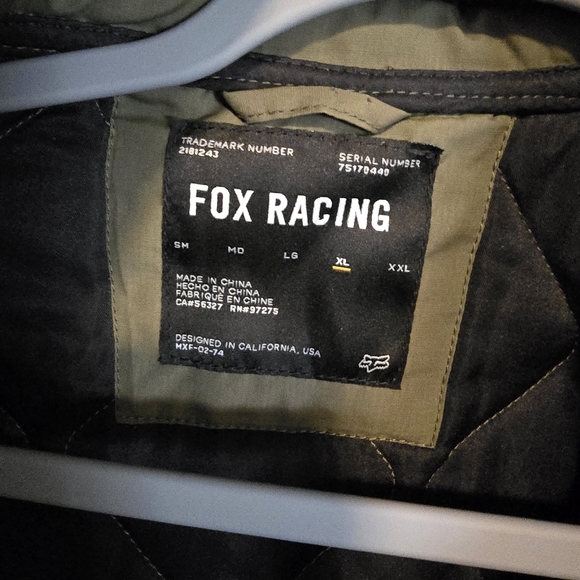 TRADEMARK NUMBER
2181243
SERIAL NUMBER
75170440
FOX RACING
SM MD LG XL XXL
MADE IN CHINA
HECHO EN CHINA
FABRIQUÉ EN CHINE
CA#56327 RN#97275
DESIGNED IN CALIFORNIA, USA
MXF-02-74